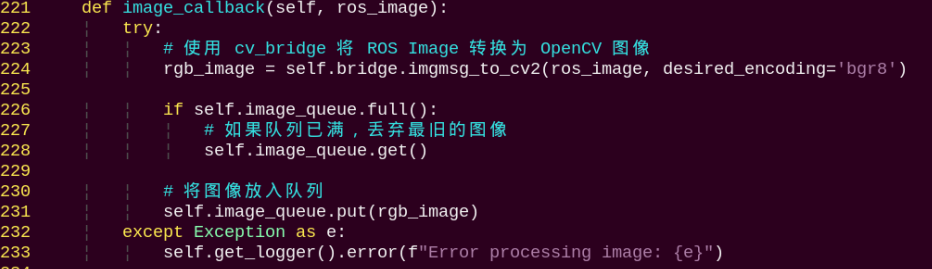 221     def image_callback(self, ros_image):
222         try:
223             # 使用 cv_bridge 将 ROS Image 转换为 OpenCV 图像
224             rgb_image = self.bridge.imgmsg_to_cv2(ros_image, desired_encoding='bgr8')
225
226             if self.image_queue.full():
227                 # 如果队列已满，丢弃最旧的图像
228                 self.image_queue.get()
229
230             # 将图像放入队列
231             self.image_queue.put(rgb_image)
232         except Exception as e:
233             self.get_logger().error(f"Error processing image: {e}")